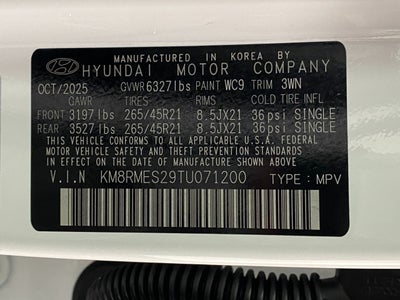 MANUFACTURED IN KOREA BY
HYUNDAI MOTOR COMPANY
OCT/2025 GVWR 6327lbs PAINT WC9 TRIM 3WN
GAWR TIRES RIMS COLD TIRE INFL
FRONT 3197lbs 265/45R21 8.5JX21 36psi SINGLE
REAR 3527lbs 265/45R21 8.5JX21 36psi SINGLE
THIS VEHICLE CONFORMS TO ALL APPLICABLE U.S.A. FEDERAL
MOTOR VEHICLE SAFETY AND THEFT PREVENTION STANDARDS
IN EFFECT ON THE DATE OF MANUFACTURE SHOWN ABOVE.
V.I.N KM8RMES29TU071200 TYPE : MPV